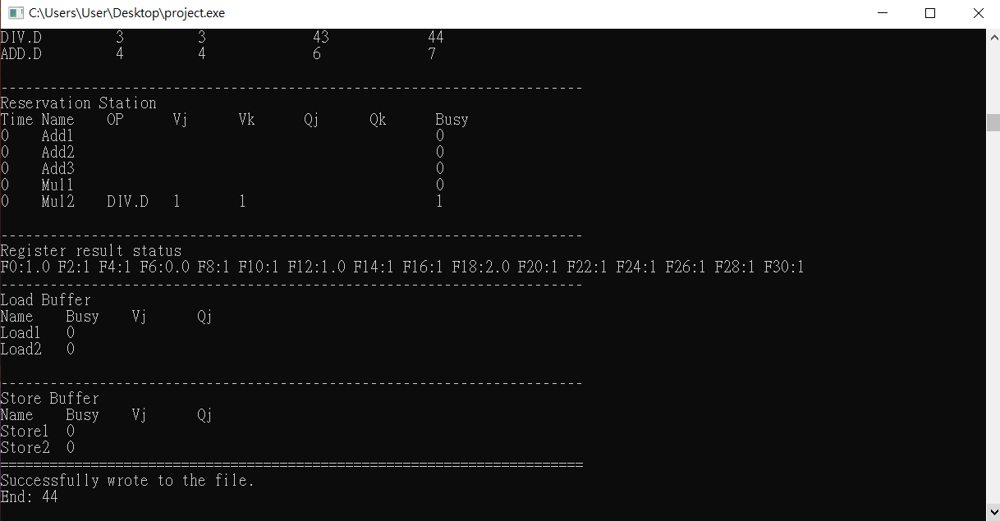 C:\Users\User\Desktop\project.exe
DIV.D 3 3 43 44
ADD.D 4 4 6 7
-----------------------------------------------------------------------
Reservation Station
Time Name OP Vj Vk Qj Qk Busy
0 Add1 0
0 Add2 0
0 Add3 0
0 Mul1 0
0 Mul2 DIV.D 1 1 1
-----------------------------------------------------------------------
Register result status
F0:1.0 F2:1 F4:1 F6:0.0 F8:1 F10:1 F12:1.0 F14:1 F16:1 F18:2.0 F20:1 F22:1 F24:1 F26:1 F28:1 F30:1
-----------------------------------------------------------------------
Load Buffer
Name Busy Vj Qj
Load1 0
Load2 0
-----------------------------------------------------------------------
Store Buffer
Name Busy Vj Qj
Store1 0
Store2 0
=======================================================================
Successfully wrote to the file.
End: 44